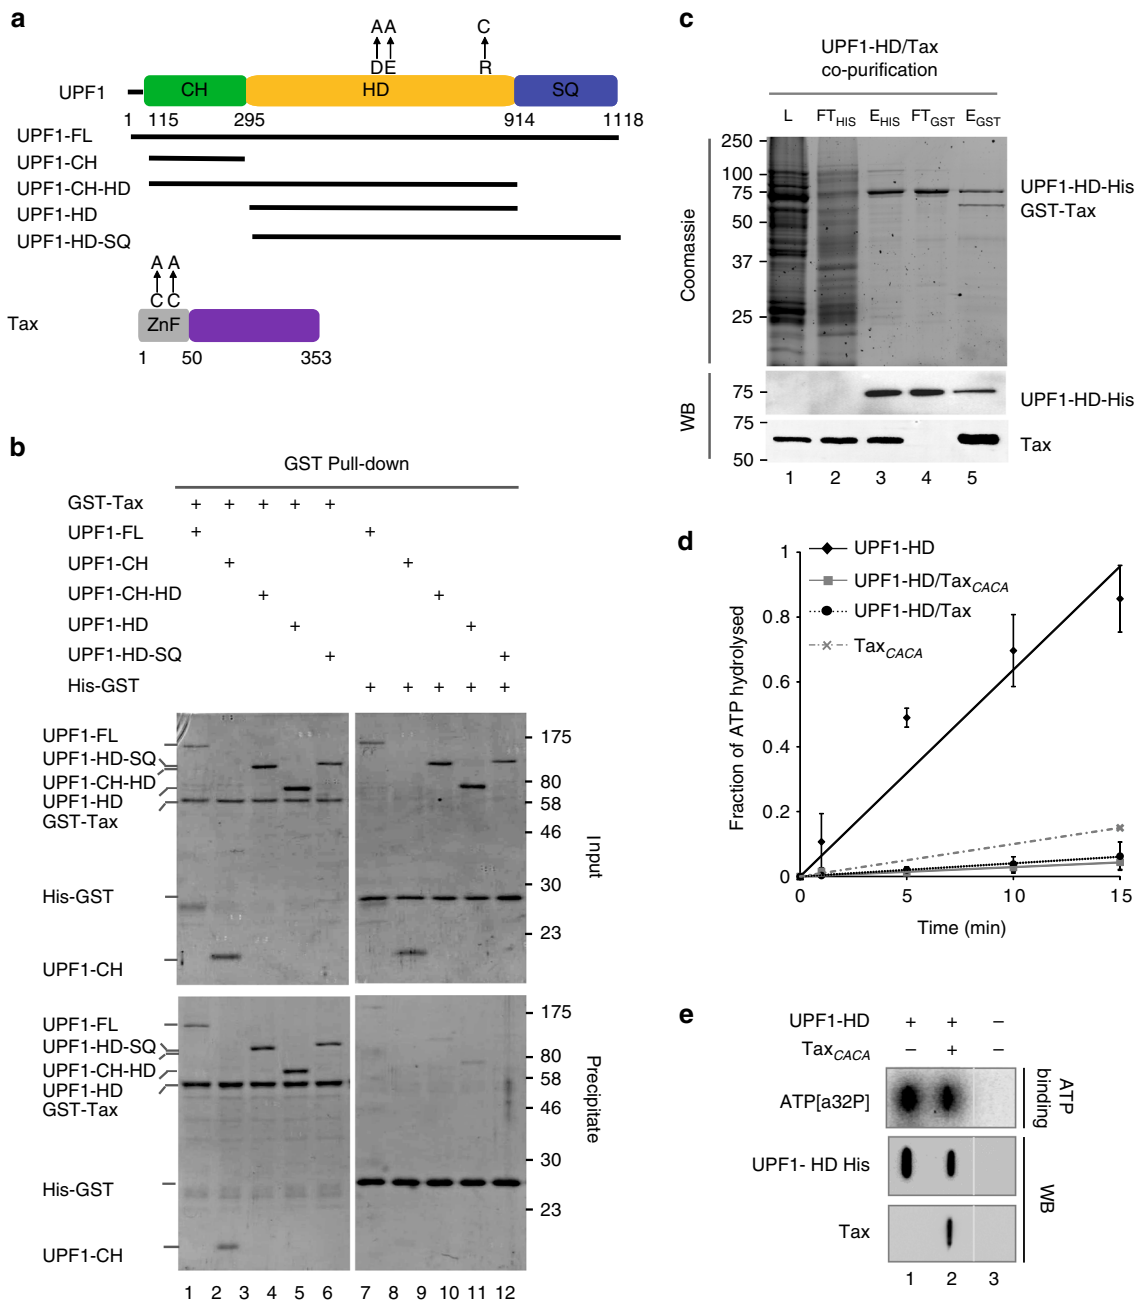 a
AA C
DE R
UPF1 CH HD SQ
1 115 295 914 1118
UPF1-FL
UPF1-CH
UPF1-CH-HD
UPF1-HD
UPF1-HD-SQ
A A
C C
Tax ZnF
1 50 353
b
GST Pull-down
GST-Tax + + + + +
UPF1-FL + +
UPF1-CH + +
UPF1-CH-HD + +
UPF1-HD + +
UPF1-HD-SQ + +
His-GST + + + + +
UPF1-FL
UPF1-HD-SQ
UPF1-CH-HD
UPF1-HD
GST-Tax
His-GST
UPF1-CH
175
80
58
46
30
23
Input
UPF1-FL
UPF1-HD-SQ
UPF1-CH-HD
UPF1-HD
GST-Tax
His-GST
UPF1-CH
175
80
58
46
30
23
Precipitate
1 2 3 4 5 6 7 8 9 10 11 12
c
UPF1-HD/Tax
co-purification
L FTHIS EHIS FTGST EGST
Coomassie
250
100
75
50
37
25
UPF1-HD-His
GST-Tax
WB
75
UPF1-HD-His
75
50
Tax
1 2 3 4 5
d
UPF1-HD
UPF1-HD/TaxCACA
UPF1-HD/Tax
TaxCACA
Fraction of ATP hydrolysed
1
0.8
0.6
0.4
0.2
0
0 5 10 15
Time (min)
e
UPF1-HD + + –
TaxCACA – + –
ATP[a32P]
ATP
binding
UPF1- HD His
Tax
WB
1 2 3